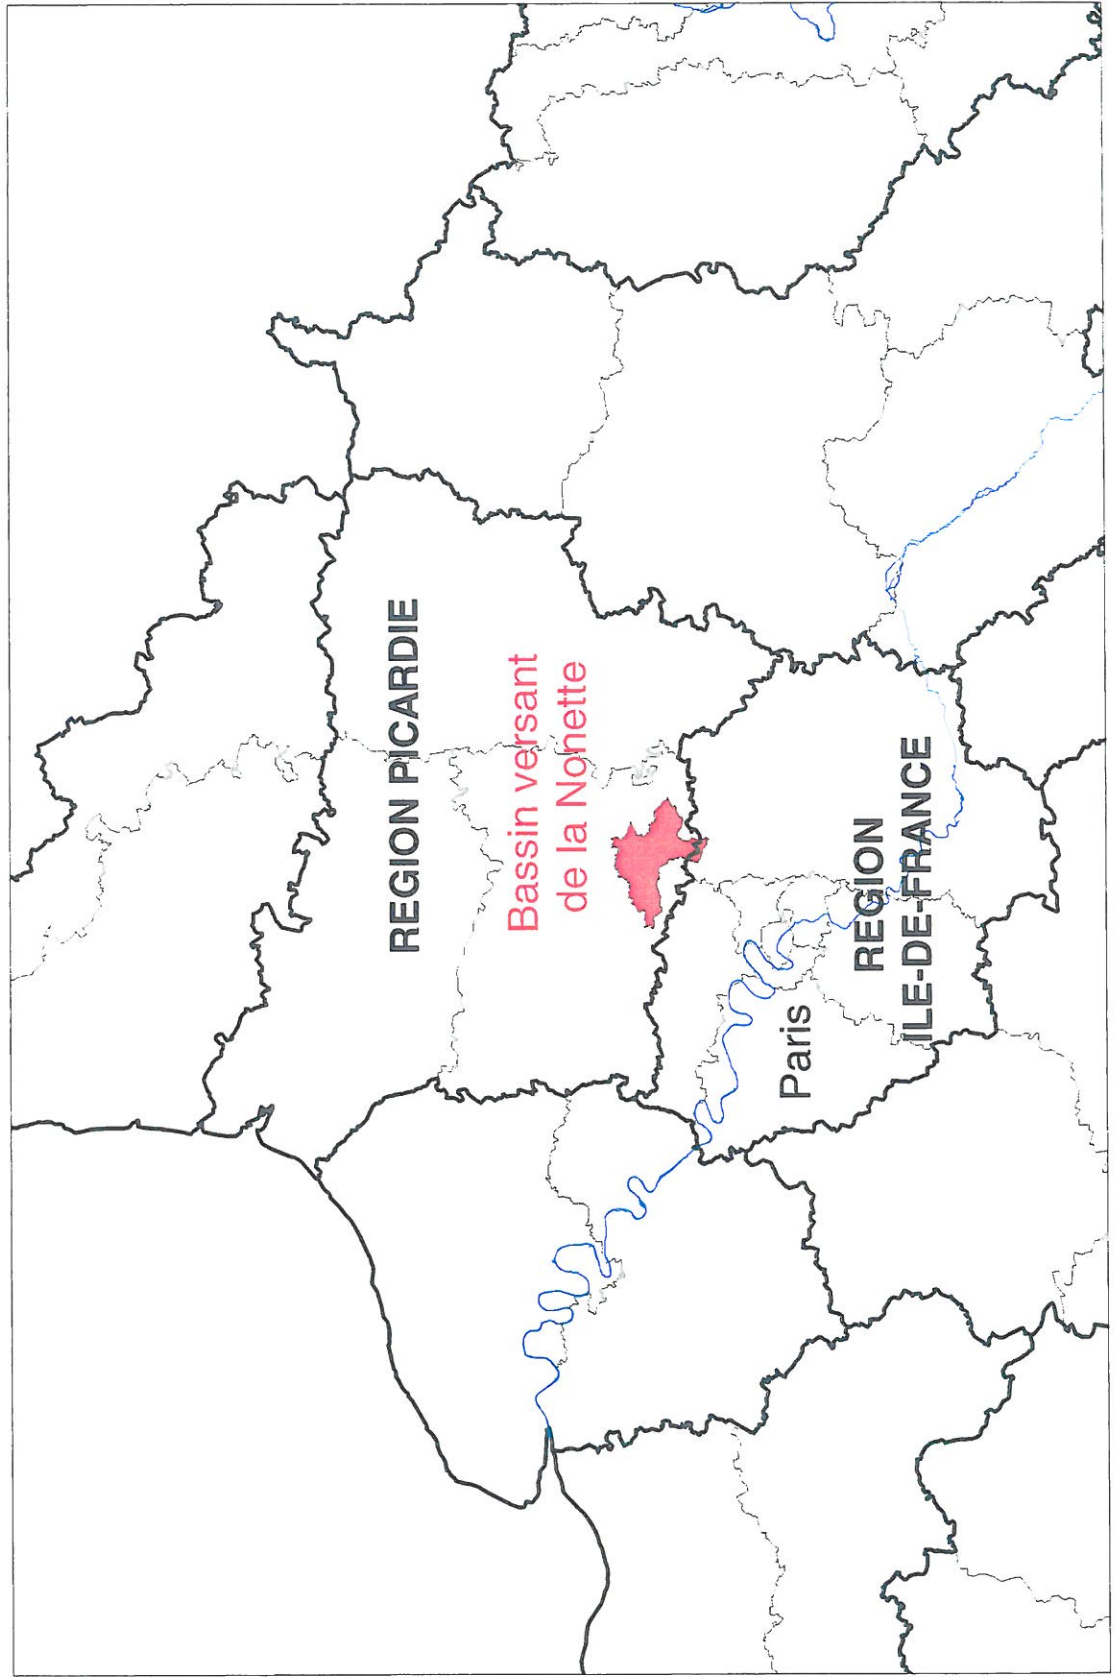 REGION PICARDIE
Bassin versant
de la Nonette
Paris
REGION
ILE-DE-FRANCE